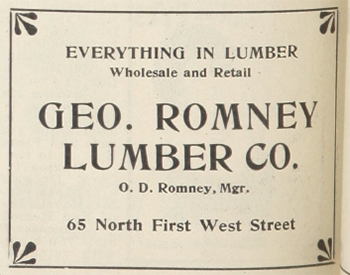 EVERYTHING IN LUMBER
Wholesale and Retail
GEO. ROMNEY
LUMBER CO.
O. D. Romney, Mgr.
65 North First West Street